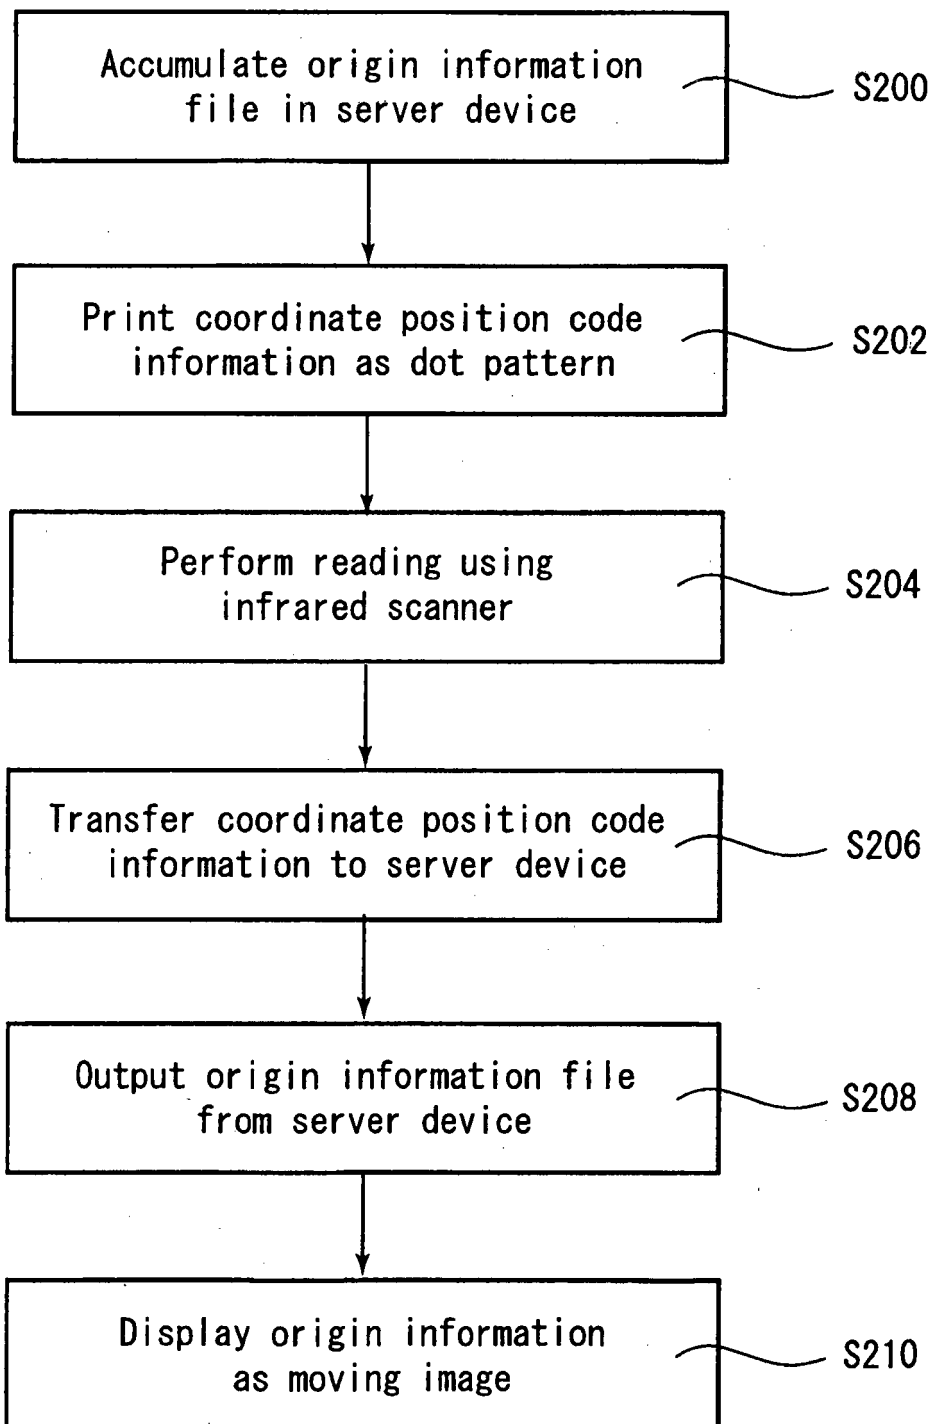 Accumulate origin information
file in server device
S200
Print coordinate position code
information as dot pattern
S202
Perform reading using
infrared scanner
S204
Transfer coordinate position code
information to server device
S206
Output origin information file
from server device
S208
Display origin information
as moving image
S210